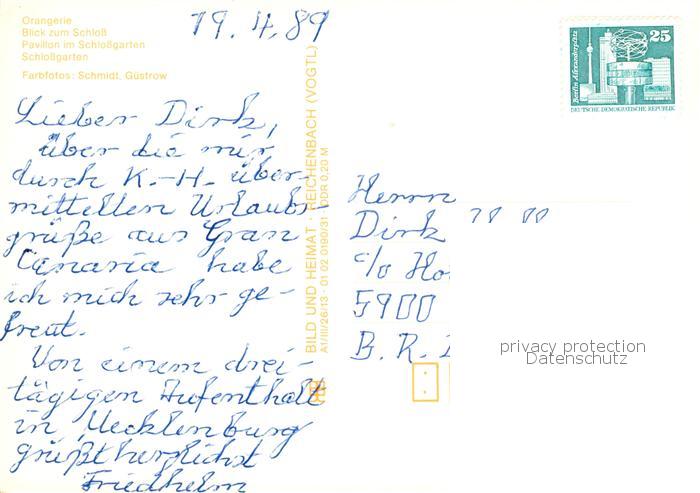 Orangerie
Blick zum Schloß
Pavillon im Schloßgarten
Schloßgarten
Farbfotos: Schmidt, Güstrow
19.4.89
Berlin, Alexanderplatz
25
DEUTSCHE DEMOKRATISCHE REPUBLIK
Lieber Dirk,
über die mir
durch K.-H. über-
mittellen Urlaubs-
grüße aus Gran
Canaria habe
ich mich sehr ge-
freut.
Von einem drei-
tägigen Aufenthalt
in Mecklenburg
grüßt herzlichst
Friedhelm
BILD UND HEIMAT · REICHENBACH (VOGTL)
A1/III/26/13 · 01 02 0190/31 · DDR 0,20 M
Herrn
Dirk
c/o Ho
5900
B. R.
privacy protection
Datenschutz